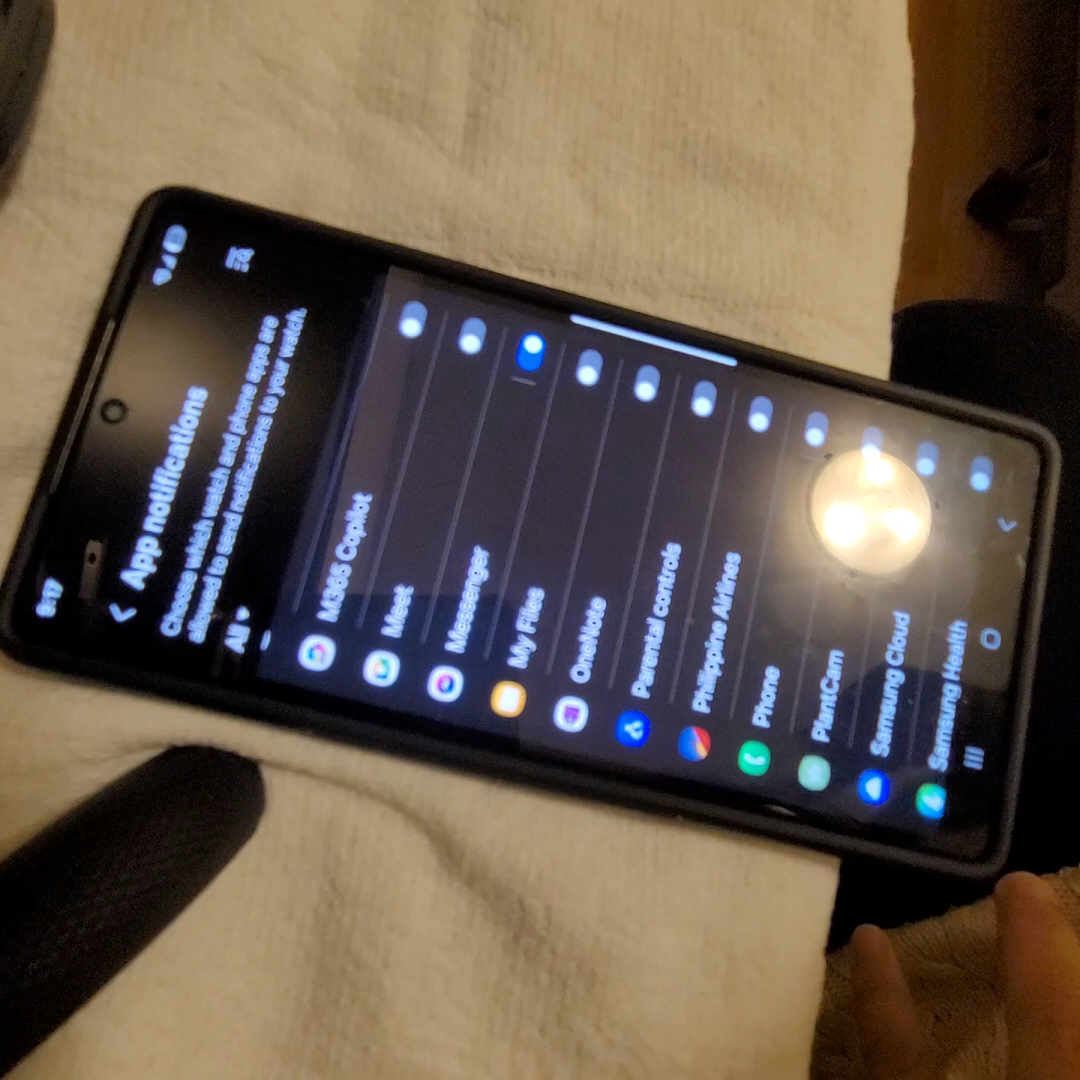 9:17
App notifications
Choose which watch and phone apps are
allowed to send notifications to your watch.
All
M365 Copilot
Meet
Messenger
My Files
OneNote
Parental controls
Philippine Airlines
Phone
PlantCam
Samsung Cloud
Samsung Health